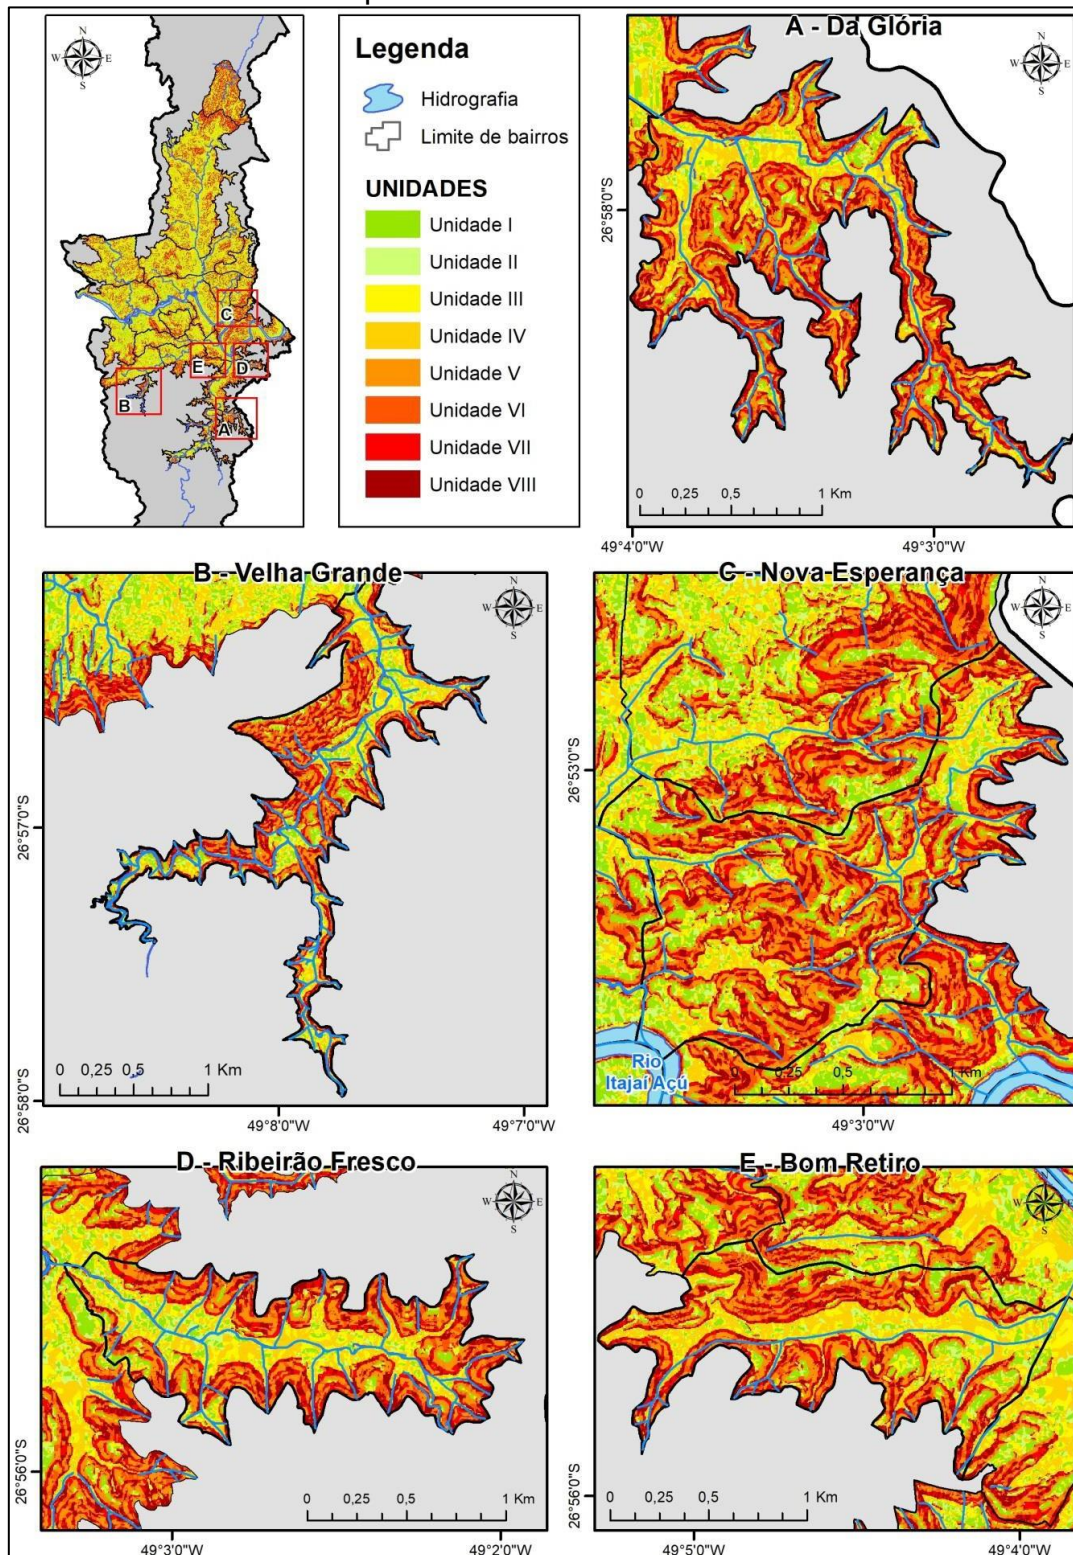 N
W E
S
C
E
D
B
A
Legenda
Hidrografia
Limite de bairros
UNIDADES
Unidade I
Unidade II
Unidade III
Unidade IV
Unidade V
Unidade VI
Unidade VII
Unidade VIII
A - Da Glória
N
W E
S
26°58'0"S
0 0,25 0,5 1 Km
49°4'0"W 49°3'0"W
B - Velha Grande
N
W E
S
26°57'0"S
0 0,25 0,5 1 Km
26°58'0"S
49°8'0"W 49°7'0"W
C - Nova Esperança
N
W E
S
26°53'0"S
Rio
Itajaí Açú
0 0,25 0,5 1 Km
49°3'0"W
D - Ribeirão Fresco
N
W E
S
26°56'0"S
0 0,25 0,5 1 Km
49°3'0"W 49°2'0"W
E - Bom Retiro
N
W E
S
26°56'0"S
0 0,25 0,5 1 Km
49°5'0"W 49°4'0"W